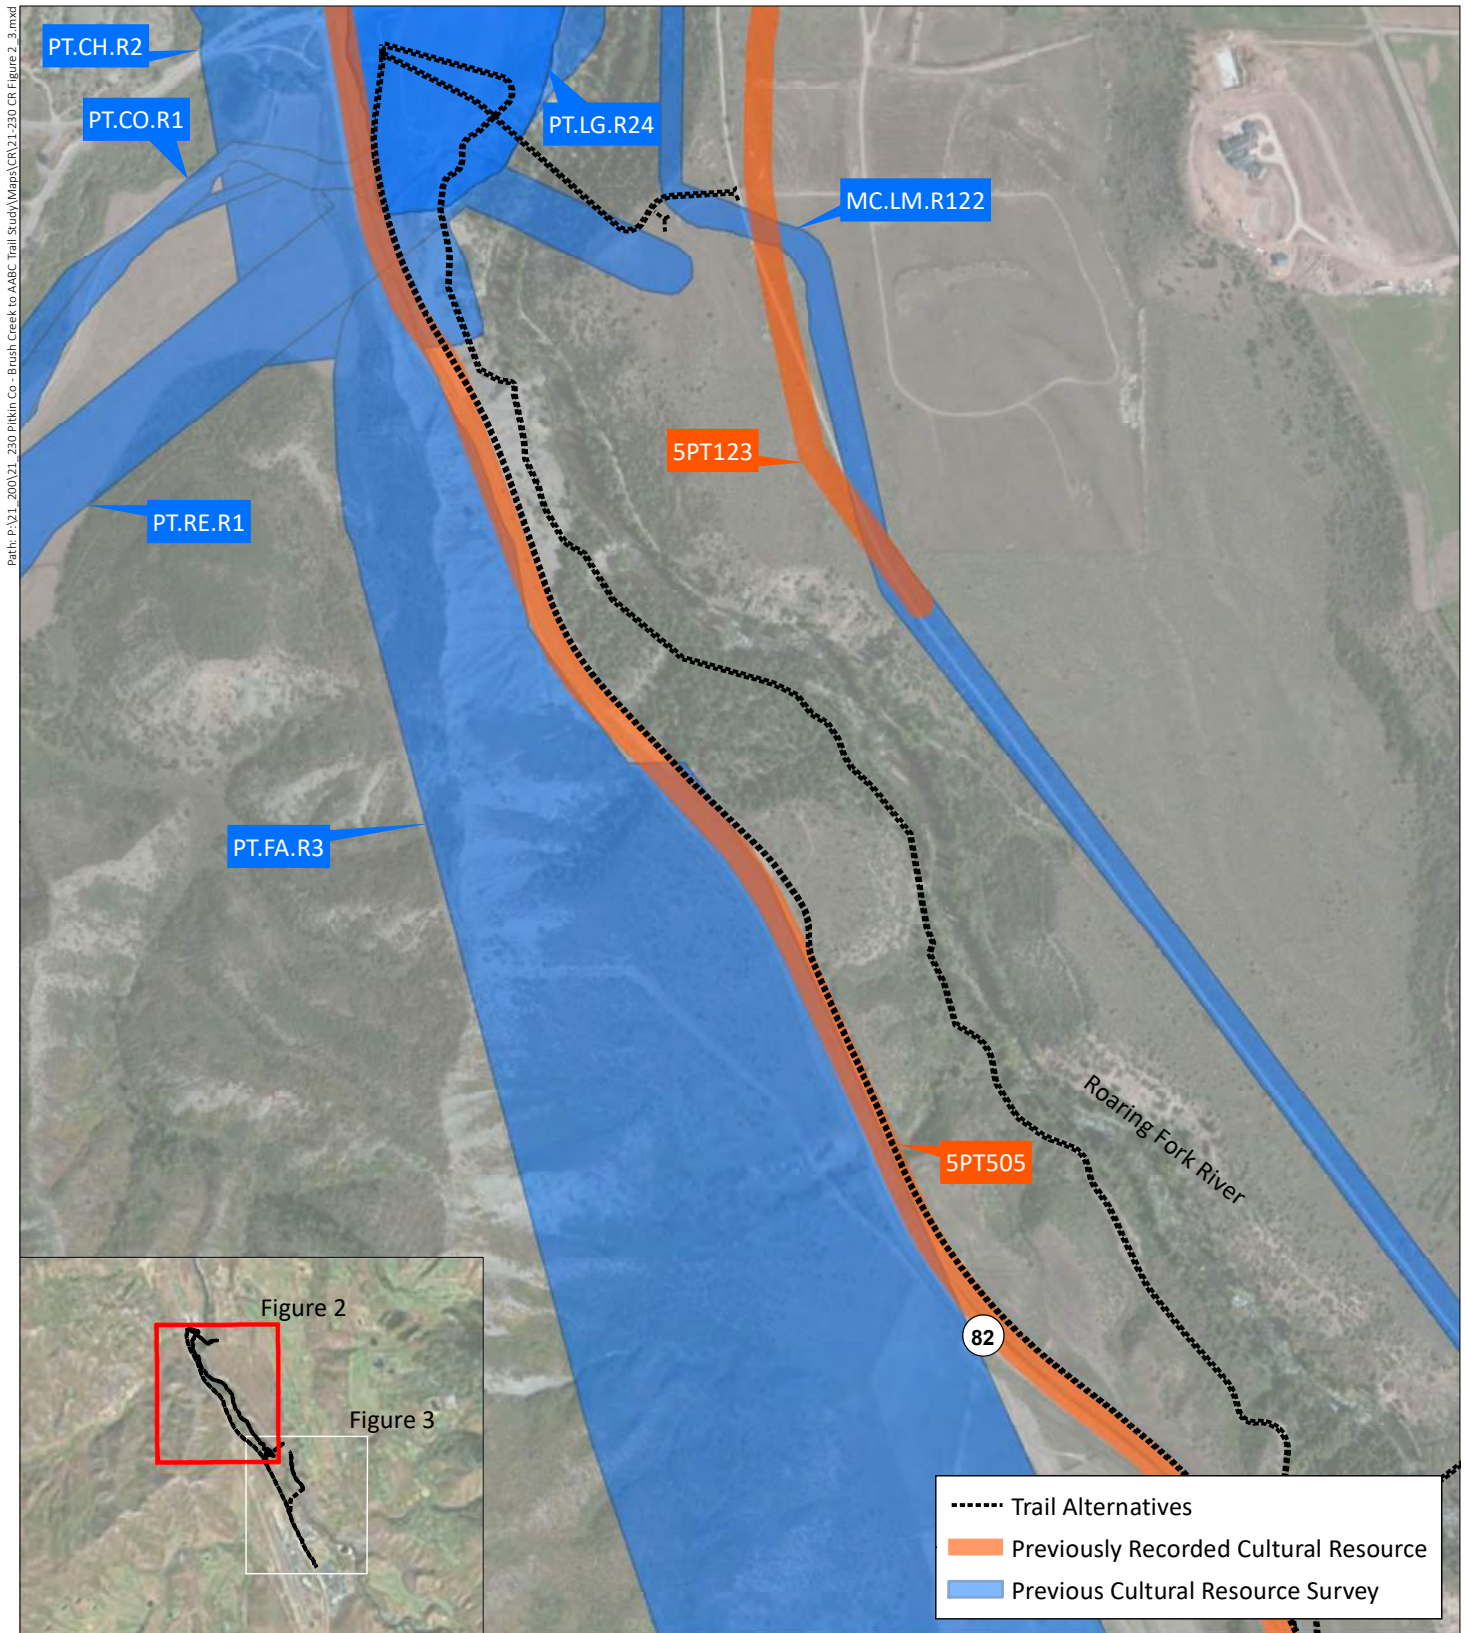 Path: P:\21_200\21_230 Pitkin Co - Brush Creek to AABC Trail Study\Maps\CR\21-230 CR Figure 2 _3.mxd
PT.CH.R2
PT.CO.R1
PT.LG.R24
MC.LM.R122
5PT123
PT.RE.R1
PT.FA.R3
Roaring Fork River
5PT505
82
Figure 2
Figure 3
Trail Alternatives
Previously Recorded Cultural Resource
Previous Cultural Resource Survey